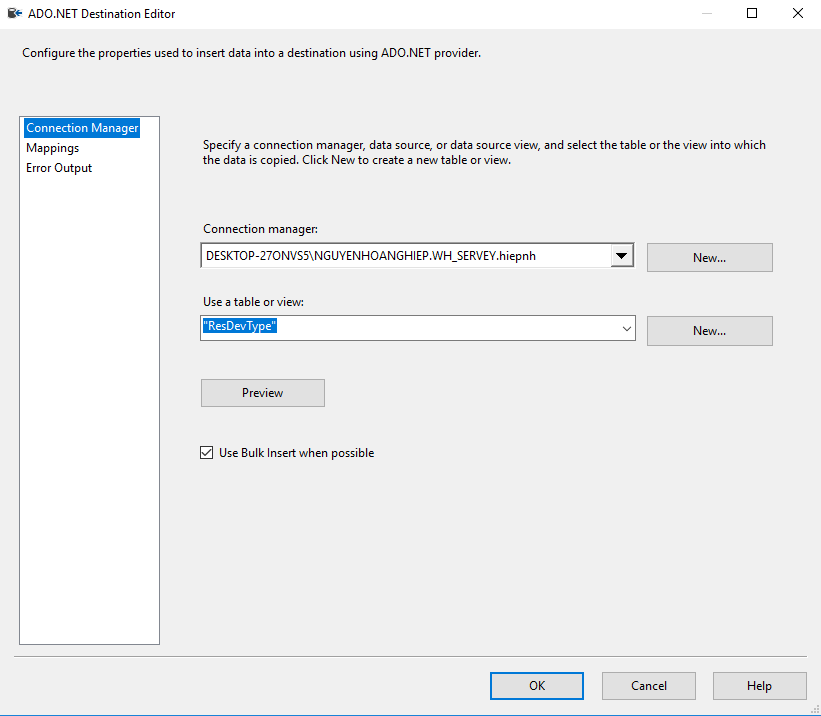 ADO.NET Destination Editor
Configure the properties used to insert data into a destination using ADO.NET provider.
Connection Manager
Mappings
Error Output
Specify a connection manager, data source, or data source view, and select the table or the view into which
the data is copied. Click New to create a new table or view.
Connection manager:
DESKTOP-27ONVS5\NGUYENHOANGHIEP.WH_SERVEY.hiepnh
New...
Use a table or view:
"ResDevType"
New...
Preview
Use Bulk Insert when possible
OK
Cancel
Help